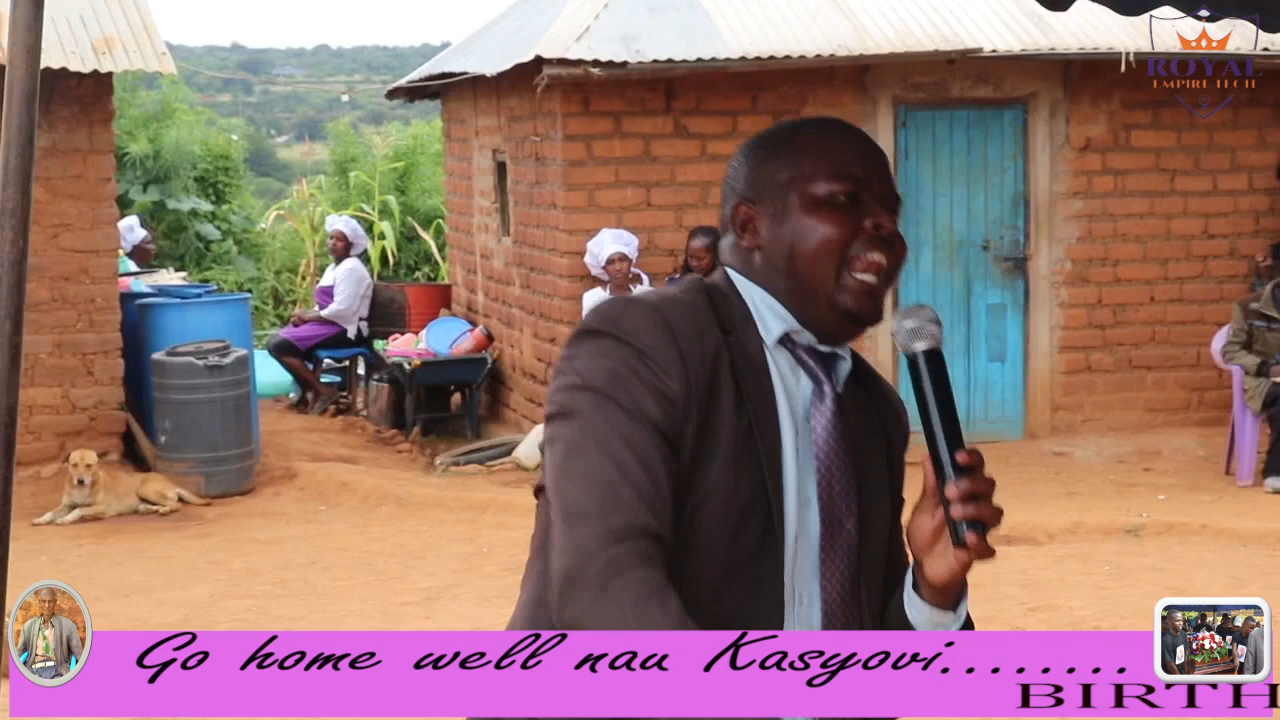 ROYAL
EMPIRE TECH
Go home well nau Kasyovi........
BIRTH